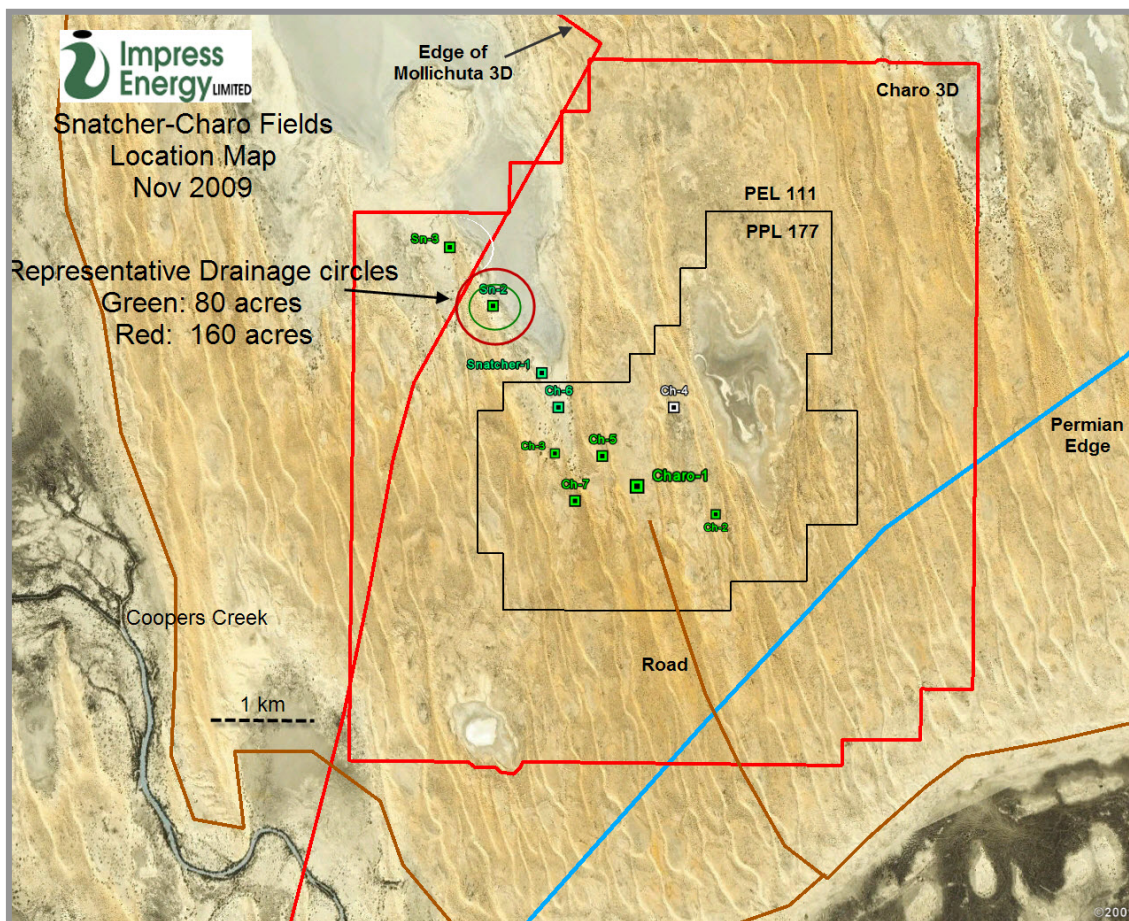 Impress
Energy LIMITED
Snatcher-Charo Fields
Location Map
Nov 2009
Edge of
Mollichuta 3D
Charo 3D
PEL 111
PPL 177
Sn-3
Representative Drainage circles
Green: 80 acres
Red: 160 acres
Sn-2
Snatcher-1
Ch-6
Ch-4
Permian
Edge
Ch-3
Ch-5
Charo-1
Ch-7
Ch-2
Coopers Creek
Road
1 km